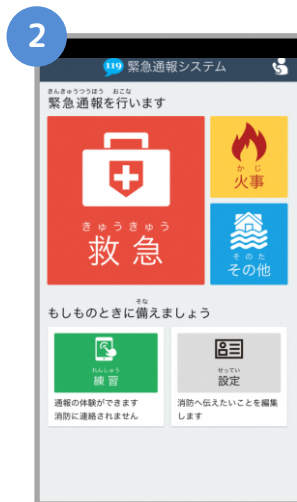 2
119 緊急通報システム
きんきゅうつうほう おこな
緊急通報を行います
きゅうきゅう
救急
かじ
火事
そのた
その他
そな
もしものときに備えましょう
れんしゅう
練習
通報の体験ができます
消防に連絡されません
せってい
設定
消防へ伝えたいことを編集
します